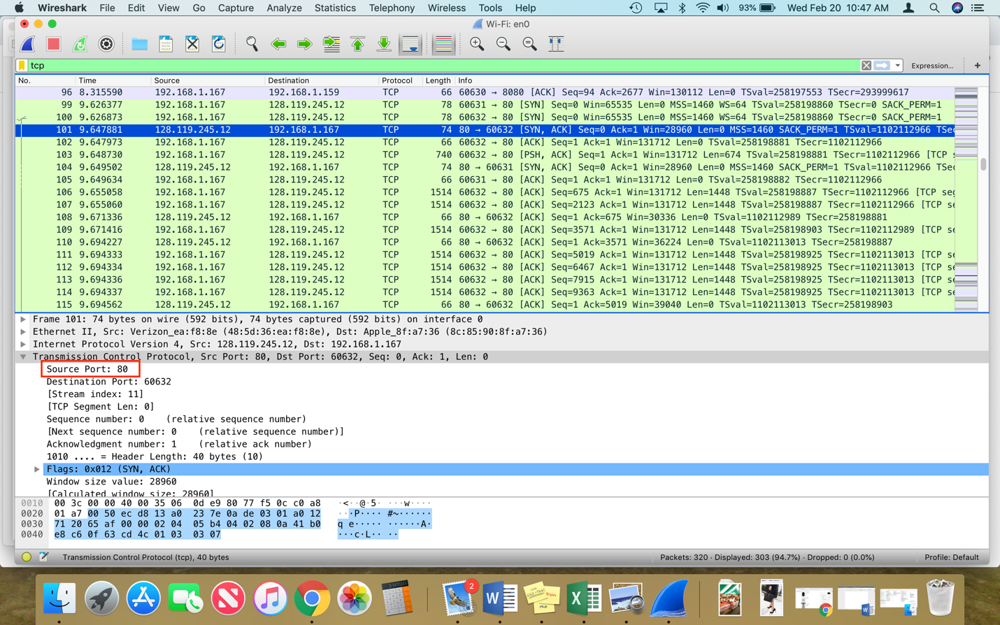 Wireshark File Edit View Go Capture Analyze Statistics Telephony Wireless Tools Help 93% Wed Feb 20 10:47 AM
Wi-Fi: en0
tcp Expression... +
No. Time Source Destination Protocol Length Info
96 8.315590 192.168.1.167 192.168.1.159 TCP 66 60630 → 8080 [ACK] Seq=94 Ack=2677 Win=130112 Len=0 TSval=258197553 TSecr=293999617
99 9.626377 192.168.1.167 128.119.245.12 TCP 78 60631 → 80 [SYN] Seq=0 Win=65535 Len=0 MSS=1460 WS=64 TSval=258198860 TSecr=0 SACK_PERM=1
100 9.626873 192.168.1.167 128.119.245.12 TCP 78 60632 → 80 [SYN] Seq=0 Win=65535 Len=0 MSS=1460 WS=64 TSval=258198860 TSecr=0 SACK_PERM=1
101 9.647881 128.119.245.12 192.168.1.167 TCP 74 80 → 60632 [SYN, ACK] Seq=0 Ack=1 Win=28960 Len=0 MSS=1460 SACK_PERM=1 TSval=1102112966 TSec
102 9.647973 192.168.1.167 128.119.245.12 TCP 66 60632 → 80 [ACK] Seq=1 Ack=1 Win=131712 Len=0 TSval=258198881 TSecr=1102112966
103 9.648730 192.168.1.167 128.119.245.12 TCP 740 60632 → 80 [PSH, ACK] Seq=1 Ack=1 Win=131712 Len=674 TSval=258198881 TSecr=1102112966 [TCP s
104 9.649502 128.119.245.12 192.168.1.167 TCP 74 80 → 60631 [SYN, ACK] Seq=0 Ack=1 Win=28960 Len=0 MSS=1460 SACK_PERM=1 TSval=1102112966 TSec
105 9.649634 192.168.1.167 128.119.245.12 TCP 66 60631 → 80 [ACK] Seq=1 Ack=1 Win=131712 Len=0 TSval=258198882 TSecr=1102112966
106 9.655058 192.168.1.167 128.119.245.12 TCP 1514 60632 → 80 [ACK] Seq=675 Ack=1 Win=131712 Len=1448 TSval=258198887 TSecr=1102112966 [TCP seg
107 9.655060 192.168.1.167 128.119.245.12 TCP 1514 60632 → 80 [ACK] Seq=2123 Ack=1 Win=131712 Len=1448 TSval=258198887 TSecr=1102112966 [TCP se
108 9.671336 128.119.245.12 192.168.1.167 TCP 66 80 → 60632 [ACK] Seq=1 Ack=675 Win=30336 Len=0 TSval=1102112989 TSecr=258198881
109 9.671416 192.168.1.167 128.119.245.12 TCP 1514 60632 → 80 [ACK] Seq=3571 Ack=1 Win=131712 Len=1448 TSval=258198903 TSecr=1102112989 [TCP se
110 9.694227 128.119.245.12 192.168.1.167 TCP 66 80 → 60632 [ACK] Seq=1 Ack=3571 Win=36224 Len=0 TSval=1102113013 TSecr=258198887
111 9.694333 192.168.1.167 128.119.245.12 TCP 1514 60632 → 80 [ACK] Seq=5019 Ack=1 Win=131712 Len=1448 TSval=258198925 TSecr=1102113013 [TCP se
112 9.694334 192.168.1.167 128.119.245.12 TCP 1514 60632 → 80 [ACK] Seq=6467 Ack=1 Win=131712 Len=1448 TSval=258198925 TSecr=1102113013 [TCP se
113 9.694336 192.168.1.167 128.119.245.12 TCP 1514 60632 → 80 [ACK] Seq=7915 Ack=1 Win=131712 Len=1448 TSval=258198925 TSecr=1102113013 [TCP se
114 9.694337 192.168.1.167 128.119.245.12 TCP 1514 60632 → 80 [ACK] Seq=9363 Ack=1 Win=131712 Len=1448 TSval=258198925 TSecr=1102113013 [TCP se
115 9.694562 128.119.245.12 192.168.1.167 TCP 66 80 → 60632 [ACK] Seq=1 Ack=5019 Win=39040 Len=0 TSval=1102113013 TSecr=258198903
Frame 101: 74 bytes on wire (592 bits), 74 bytes captured (592 bits) on interface 0
Ethernet II, Src: Verizon_ea:f8:8e (48:5d:36:ea:f8:8e), Dst: Apple_8f:a7:36 (8c:85:90:8f:a7:36)
Internet Protocol Version 4, Src: 128.119.245.12, Dst: 192.168.1.167
Transmission Control Protocol, Src Port: 80, Dst Port: 60632, Seq: 0, Ack: 1, Len: 0
Source Port: 80
Destination Port: 60632
[Stream index: 11]
[TCP Segment Len: 0]
Sequence number: 0 (relative sequence number)
[Next sequence number: 0 (relative sequence number)]
Acknowledgment number: 1 (relative ack number)
1010 .... = Header Length: 40 bytes (10)
Flags: 0x012 (SYN, ACK)
Window size value: 28960
[Calculated window size: 28960]
0010 00 3c 00 00 40 00 35 06 0d e9 80 77 f5 0c c0 a8 ·<··@·5· ···w····
0020 01 a7 00 50 ec d8 13 a0 23 7e 0a de 03 01 a0 12 ···P···· #~······
0030 71 20 65 af 00 00 02 04 05 b4 04 02 08 0a 41 b0 q e····· ······A·
0040 e8 c6 0f 63 cd 4c 01 03 03 07 ···c·L·· ··
Transmission Control Protocol (tcp), 40 bytes Packets: 320 · Displayed: 303 (94.7%) · Dropped: 0 (0.0%) Profile: Default
2